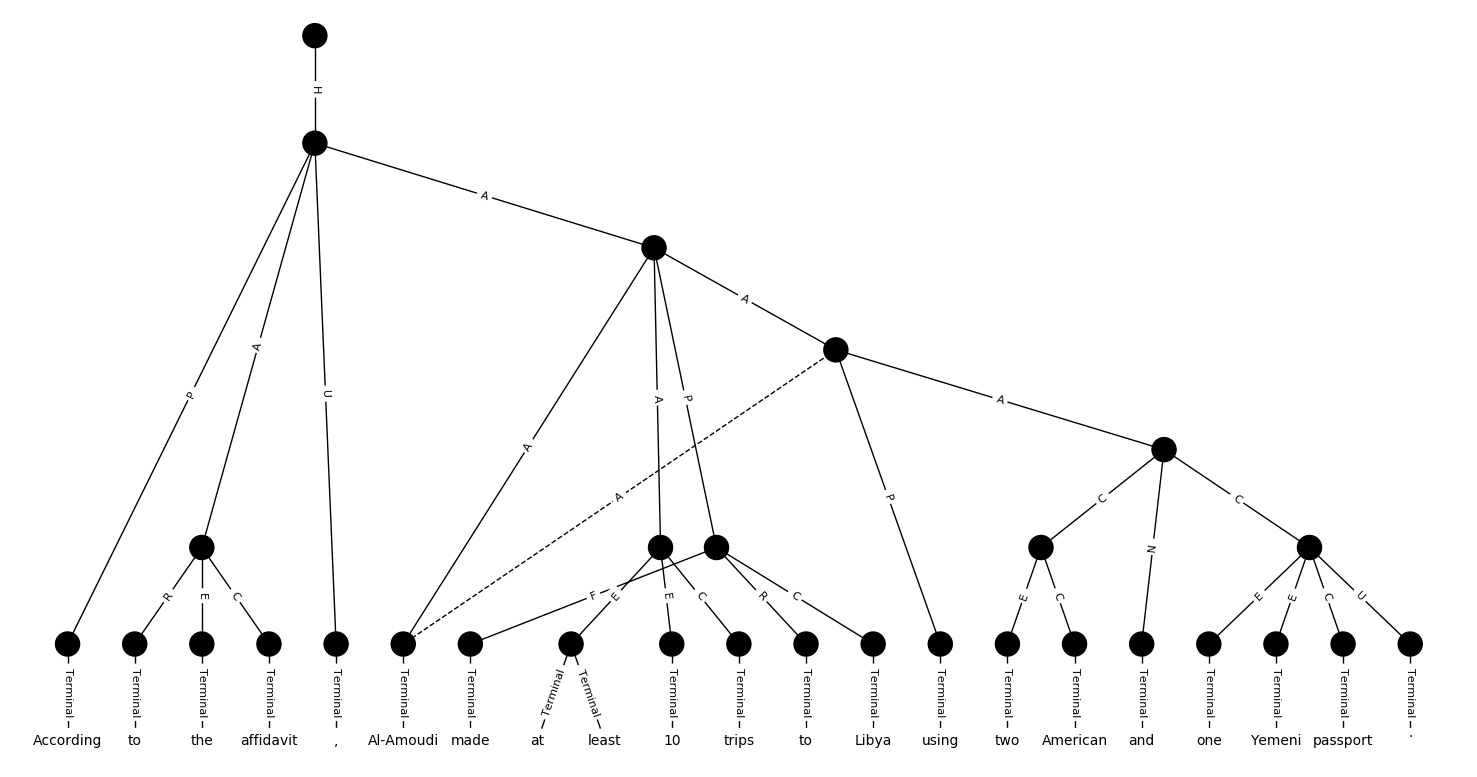 H
A
A
P
A
U
A
A
P
A
A
A
P
C
N
C
R
E
C
F
E
E
C
R
C
E
C
E
E
C
U
Terminal Terminal Terminal Terminal Terminal Terminal Terminal Terminal Terminal Terminal Terminal Terminal Terminal Terminal Terminal Terminal Terminal Terminal Terminal Terminal Terminal
According to the affidavit , Al-Amoudi made at least 10 trips to Libya using two American and one Yemeni passport .